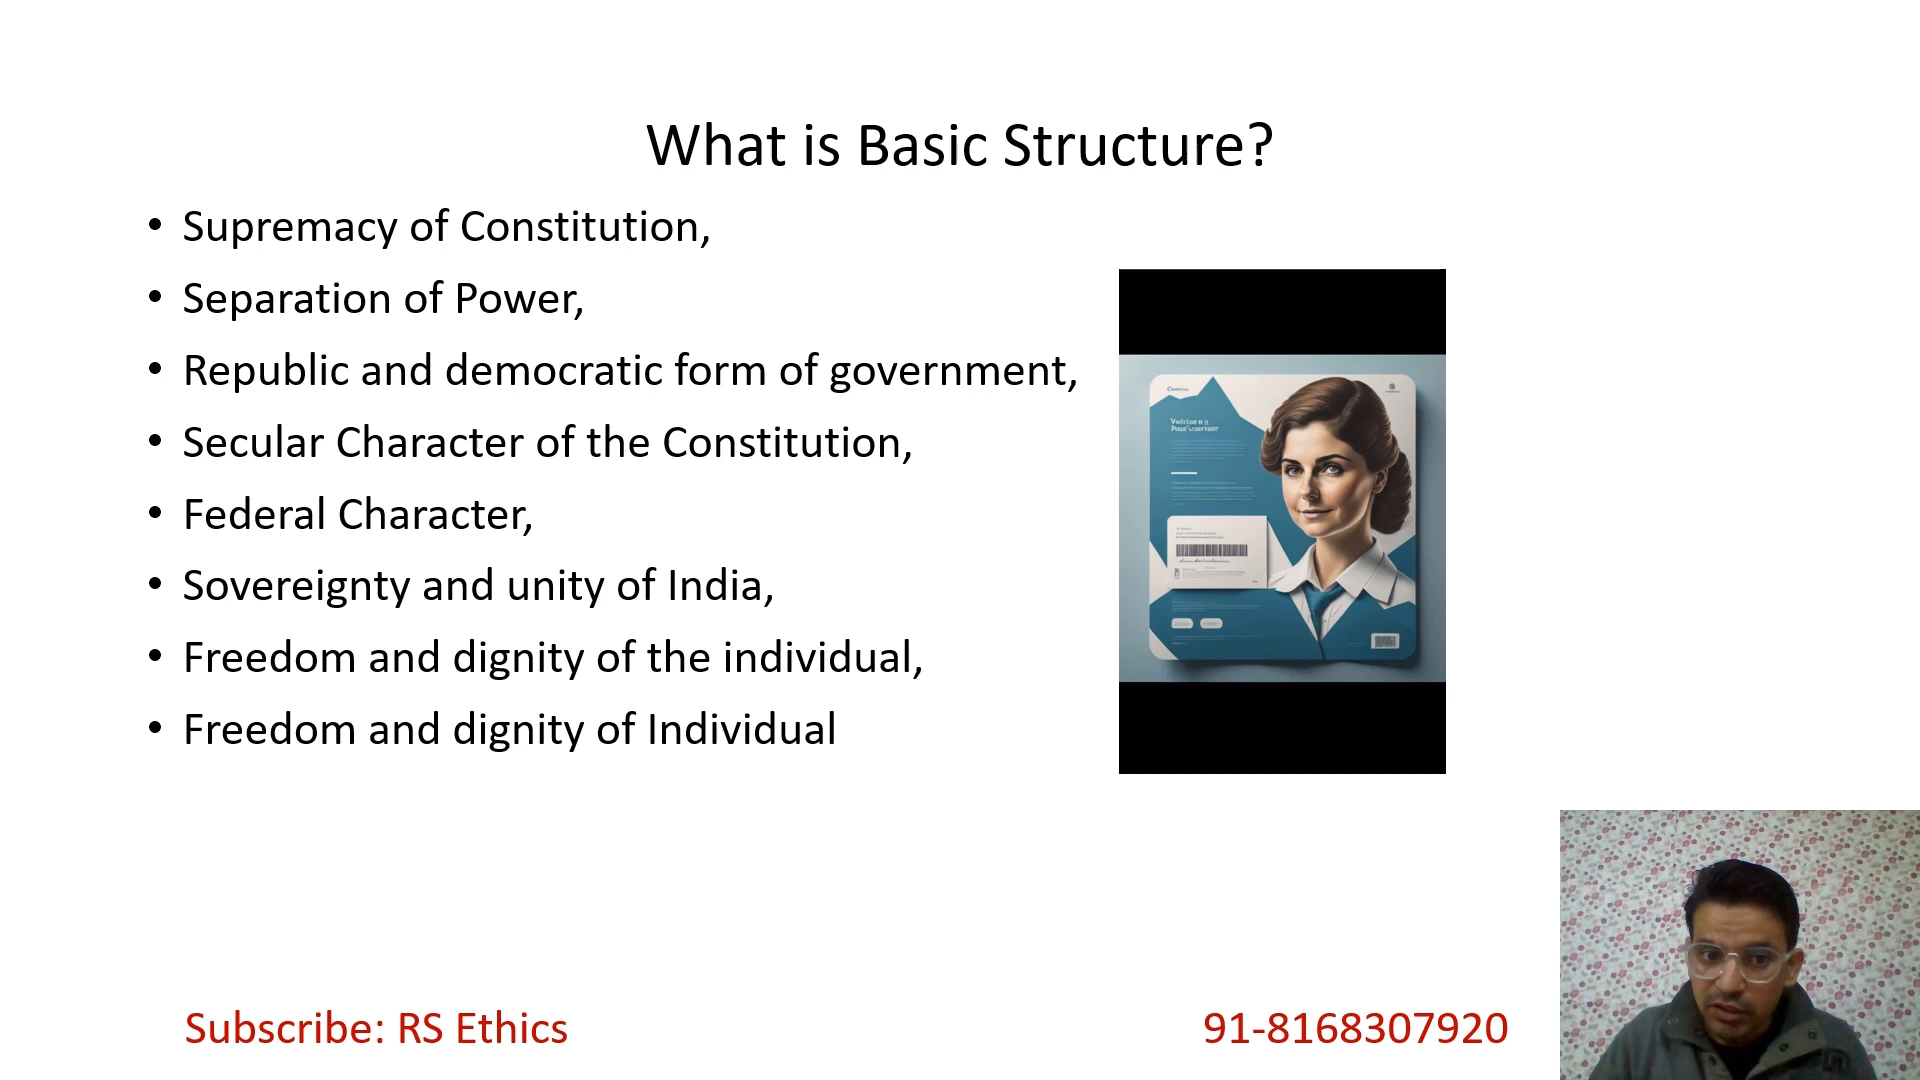 What is Basic Structure?
• Supremacy of Constitution,
• Separation of Power,
• Republic and democratic form of government,
• Secular Character of the Constitution,
• Federal Character,
• Sovereignty and unity of India,
• Freedom and dignity of the individual,
• Freedom and dignity of Individual
Subscribe: RS Ethics
91-8168307920